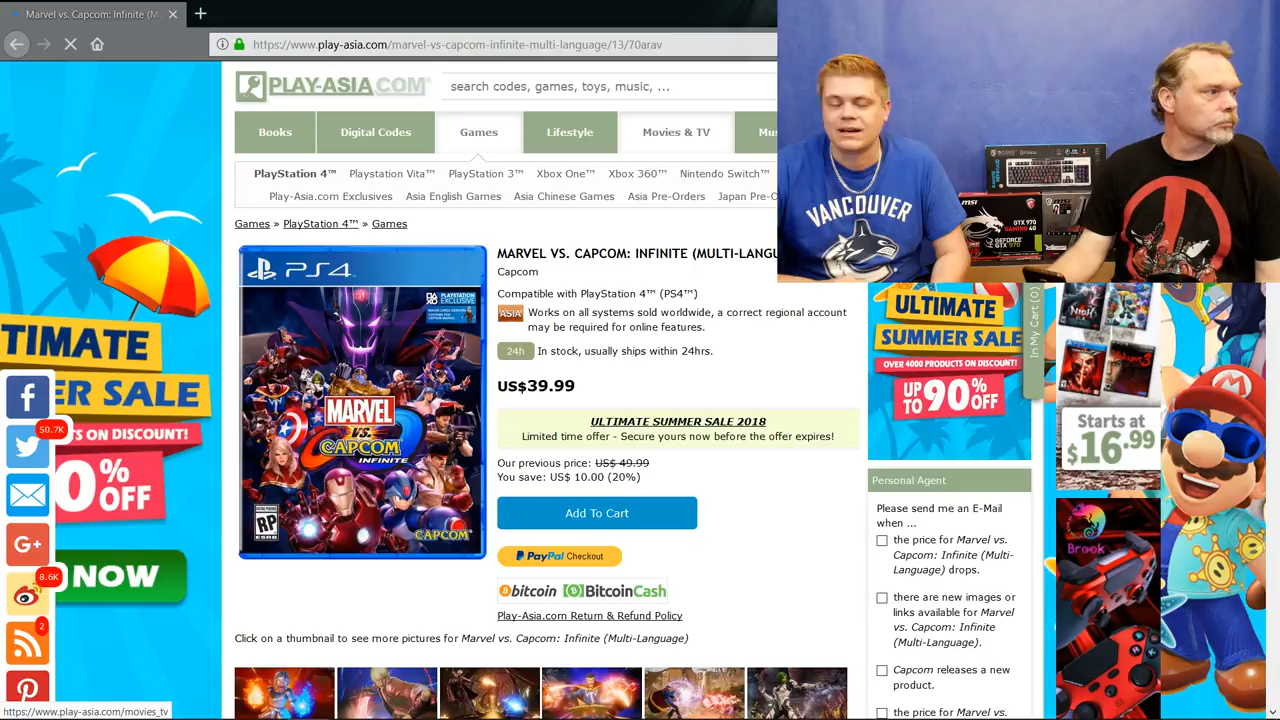 Marvel vs. Capcom: Infinite (M
https://www.play-asia.com/marvel-vs-capcom-infinite-multi-language/13/70arav
PLAY-ASIA.COM
search codes, games, toys, music, ...
Books
Digital Codes
Games
Lifestyle
Movies & TV
Mus
PlayStation 4™ Playstation Vita™ PlayStation 3™ Xbox One™ Xbox 360™ Nintendo Switch™
Play-Asia.com Exclusives Asia English Games Asia Chinese Games Asia Pre-Orders Japan Pre-O
Games » PlayStation 4™ » Games
PS4
PLAYSTATION EXCLUSIVE
MARVEL
VS.
CAPCOM
INFINITE
RP
CAPCOM
MARVEL VS. CAPCOM: INFINITE (MULTI-LANGU
Capcom
Compatible with PlayStation 4™ (PS4™)
ASIA Works on all systems sold worldwide, a correct regional account
may be required for online features.
24h In stock, usually ships within 24hrs.
US$39.99
ULTIMATE SUMMER SALE 2018
Limited time offer - Secure yours now before the offer expires!
Our previous price: US$ 49.99
You save: US$ 10.00 (20%)
Add To Cart
PayPal Checkout
bitcoin BitcoinCash
Play-Asia.com Return & Refund Policy
Click on a thumbnail to see more pictures for Marvel vs. Capcom: Infinite (Multi-Language)
VANCOUVER
msi
GTX 970
GAMING 4G
GEFORCE
GTX 970
ULTIMATE
SUMMER SALE
OVER 4000 PRODUCTS ON DISCOUNT!
UP TO 90% OFF
In My Cart (0)
Personal Agent
Please send me an E-Mail
when ...
the price for Marvel vs.
Capcom: Infinite (Multi-
Language) drops.
there are new images or
links available for Marvel
vs. Capcom: Infinite
(Multi-Language).
Capcom releases a new
product.
the price for Marvel vs.
Starts at
$16.99
Brook
TIMATE
ER SALE
TS ON DISCOUNT!
0% OFF
NOW
50.7K
G+
8.6K
2
https://www.play-asia.com/movies_tv